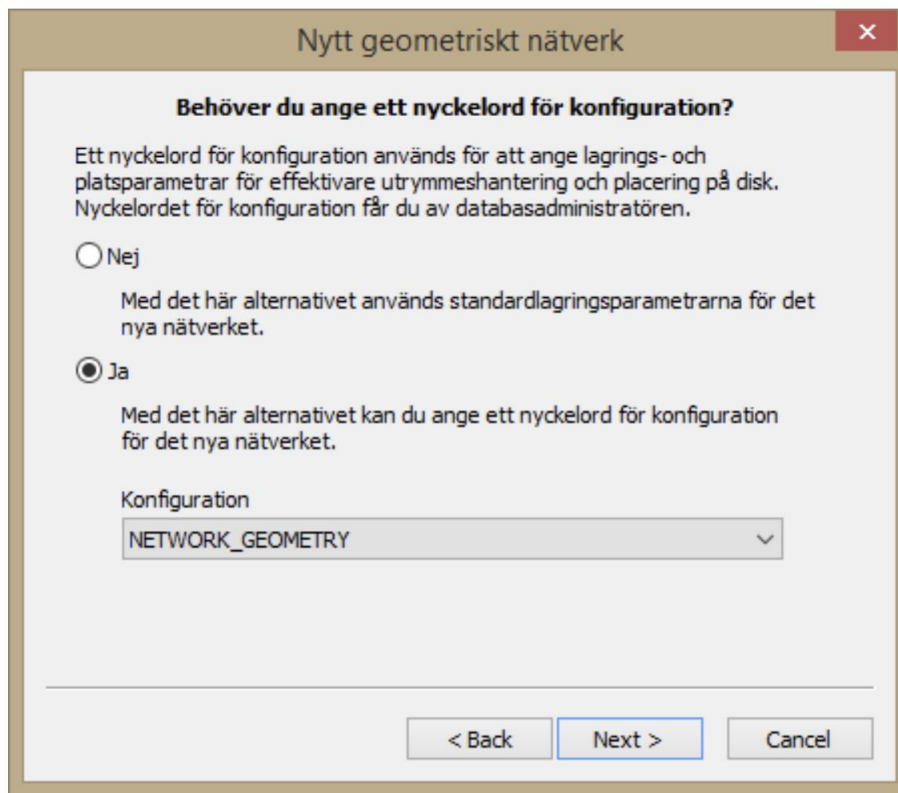 Nytt geometriskt nätverk
Behöver du ange ett nyckelord för konfiguration?
Ett nyckelord för konfiguration används för att ange lagrings- och
platsparametrar för effektivare utrymmeshantering och placering på disk.
Nyckelordet för konfiguration får du av databasadministratören.
Nej
Med det här alternativet används standardlagringsparametrarna för det
nya nätverket.
Ja
Med det här alternativet kan du ange ett nyckelord för konfiguration
för det nya nätverket.
Konfiguration
NETWORK_GEOMETRY
< Back Next > Cancel